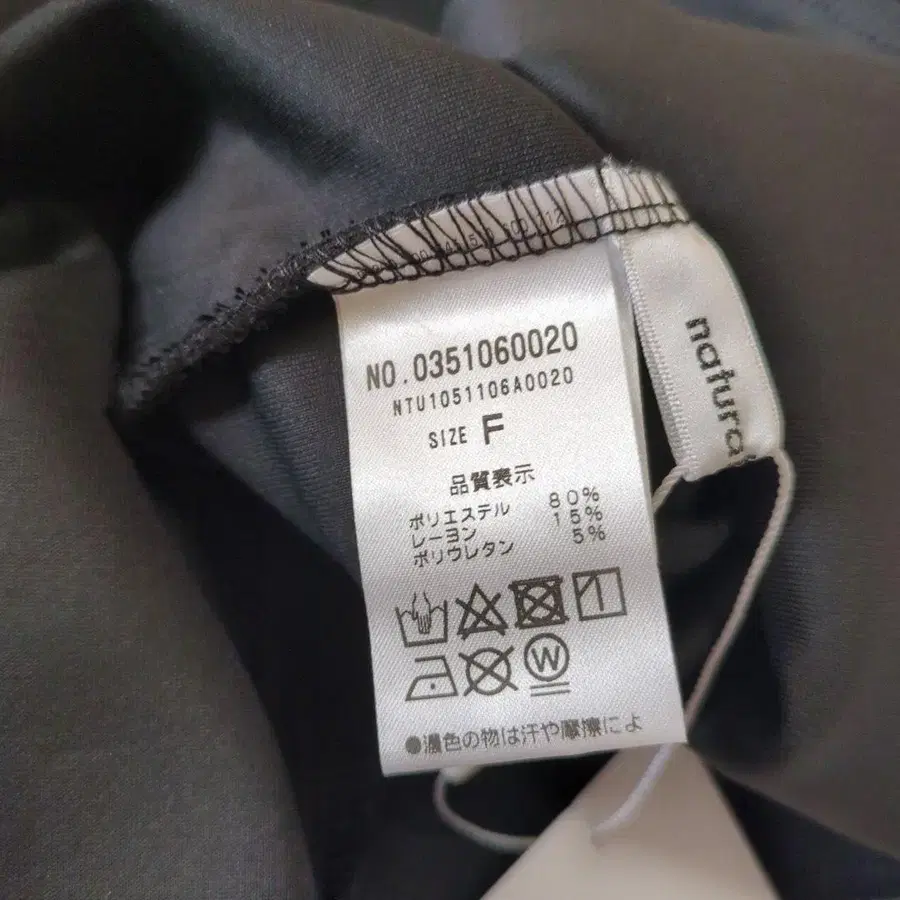 NO.0351060020
NTU1051106A0020
SIZE F
品質表示
ポリエステル 80%
レーヨン 15%
ポリウレタン 5%
W
●濃色の物は汗や摩擦によ
natural